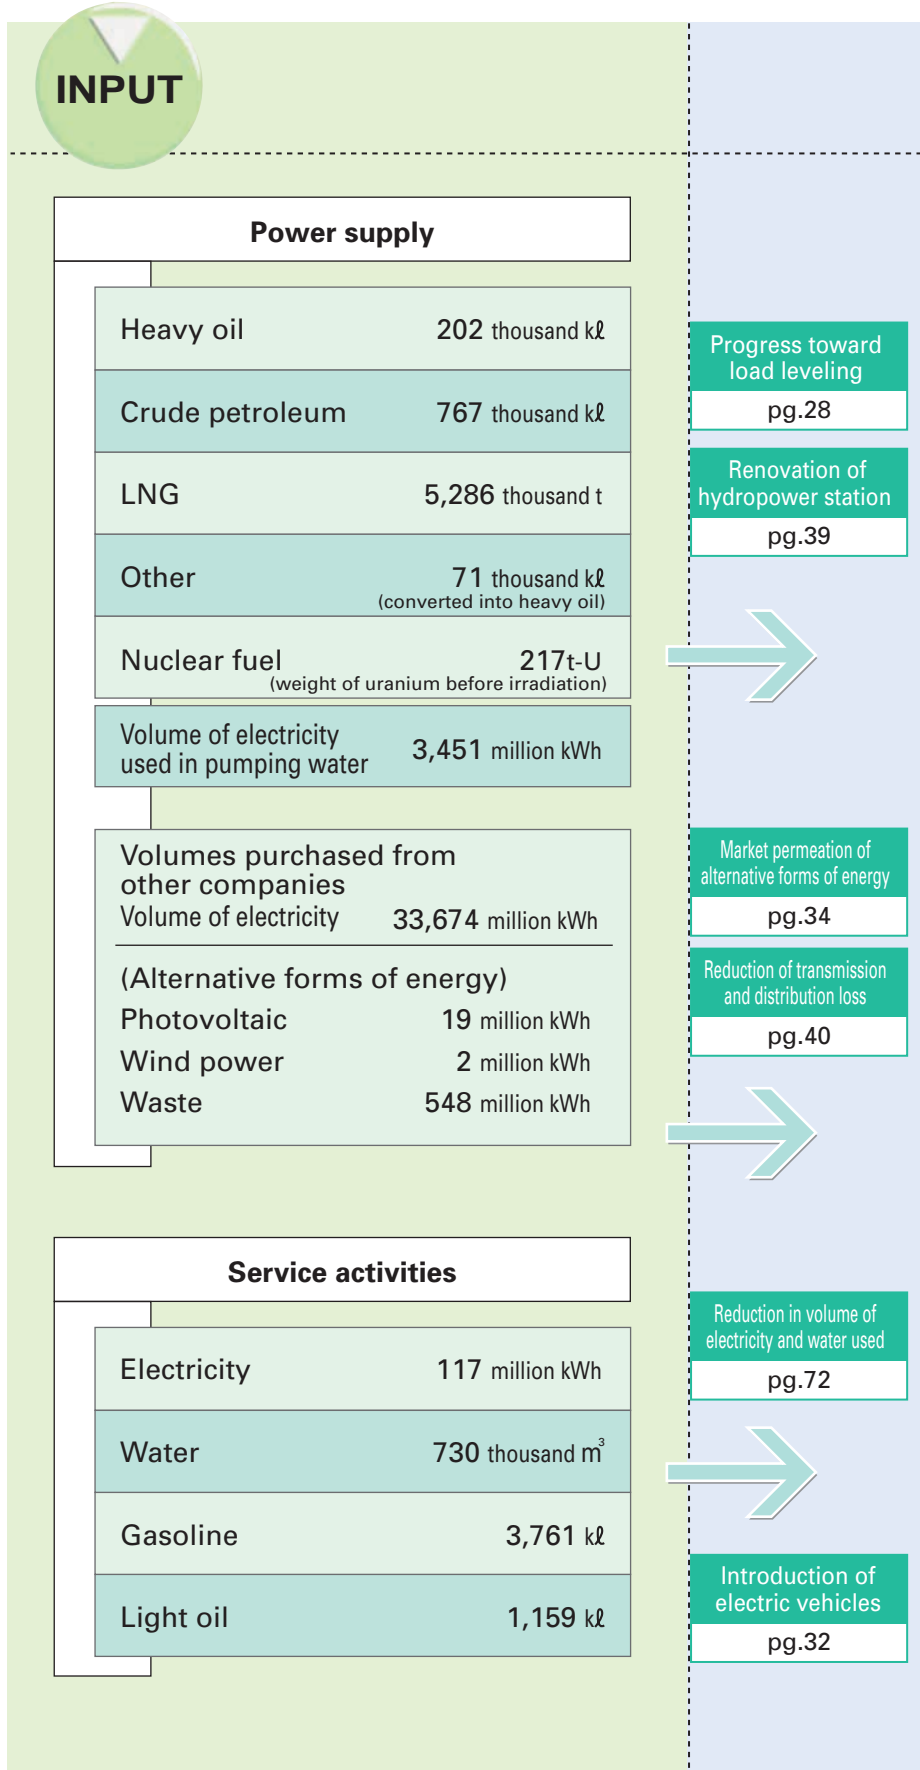 INPUT
Power supply
Heavy oil 202 thousand kℓ
Crude petroleum 767 thousand kℓ
LNG 5,286 thousand t
Other 71 thousand kℓ
(converted into heavy oil)
Nuclear fuel 217t-U
(weight of uranium before irradiation)
Volume of electricity
used in pumping water 3,451 million kWh
Volumes purchased from
other companies
Volume of electricity 33,674 million kWh
(Alternative forms of energy)
Photovoltaic 19 million kWh
Wind power 2 million kWh
Waste 548 million kWh
Service activities
Electricity 117 million kWh
Water 730 thousand m³
Gasoline 3,761 kℓ
Light oil 1,159 kℓ
Progress toward
load leveling
pg.28
Renovation of
hydropower station
pg.39
Market permeation of
alternative forms of energy
pg.34
Reduction of transmission
and distribution loss
pg.40
Reduction in volume of
electricity and water used
pg.72
Introduction of
electric vehicles
pg.32